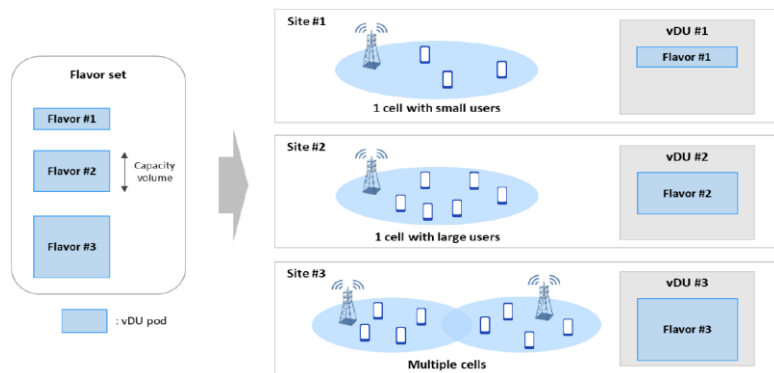 Flavor set
Flavor #1
Flavor #2
Capacity
volume
Flavor #3
: vDU pod
Site #1
1 cell with small users
vDU #1
Flavor #1
Site #2
1 cell with large users
vDU #2
Flavor #2
Site #3
Multiple cells
vDU #3
Flavor #3